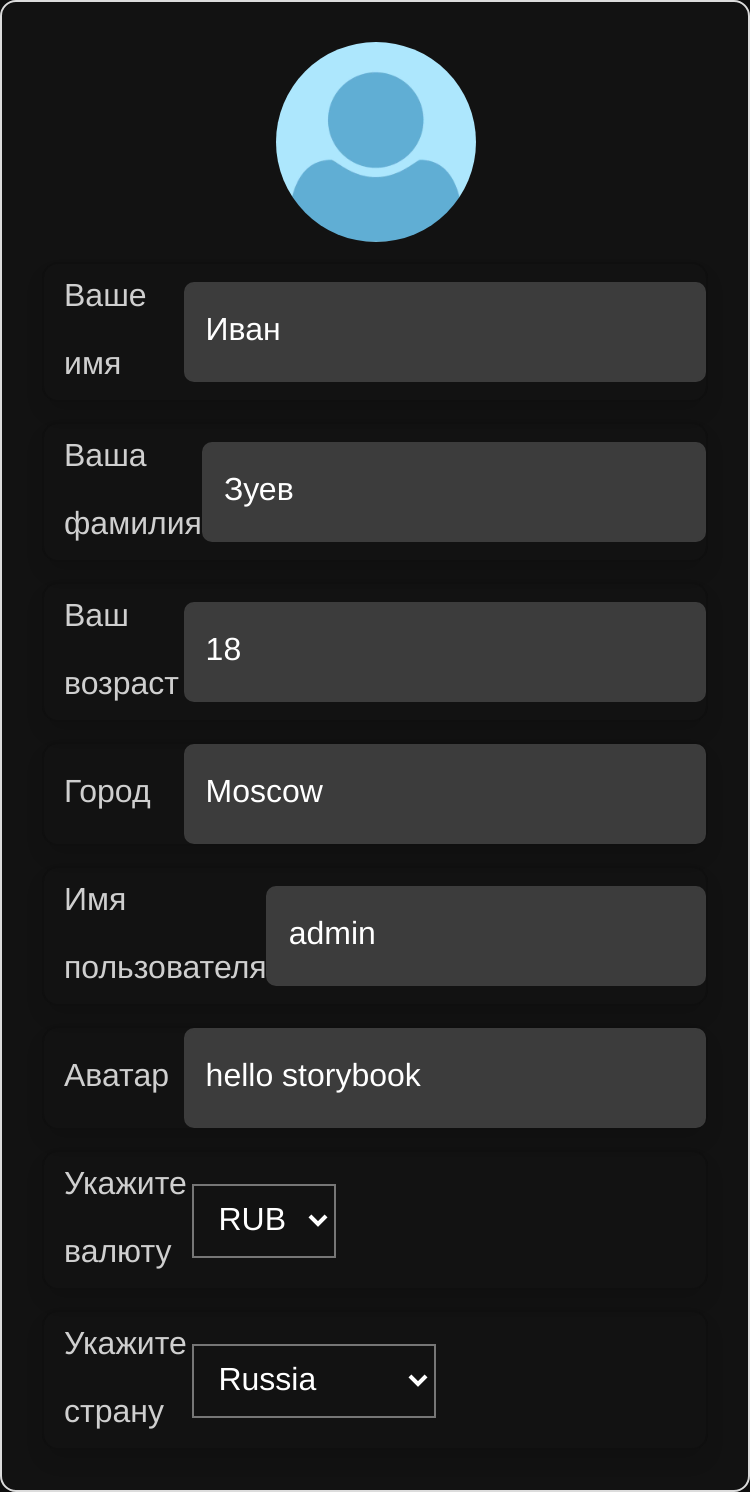 Ваше
имя
Иван
Ваша
фамилия
Зуев
Ваш
возраст
18
Город
Moscow
Имя
пользователя
admin
Аватар
hello storybook
Укажите
валюту
RUB
Укажите
страну
Russia